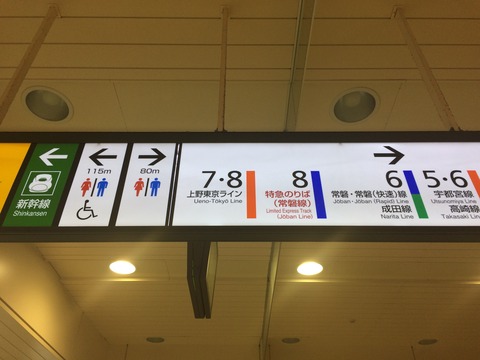 新幹線
Shinkansen
115m
80m
7・8
上野東京ライン
Ueno-Tōkyō Line
8
特急のりば
(常磐線)
Limited Express Track
(Jōban Line)
6
常磐・常磐(快速)線
Jōban・Jōban (Rapid) Line
成田線
Narita Line
5・6
宇都宮線
Utsunomiya Line
高崎線
Takasaki Line